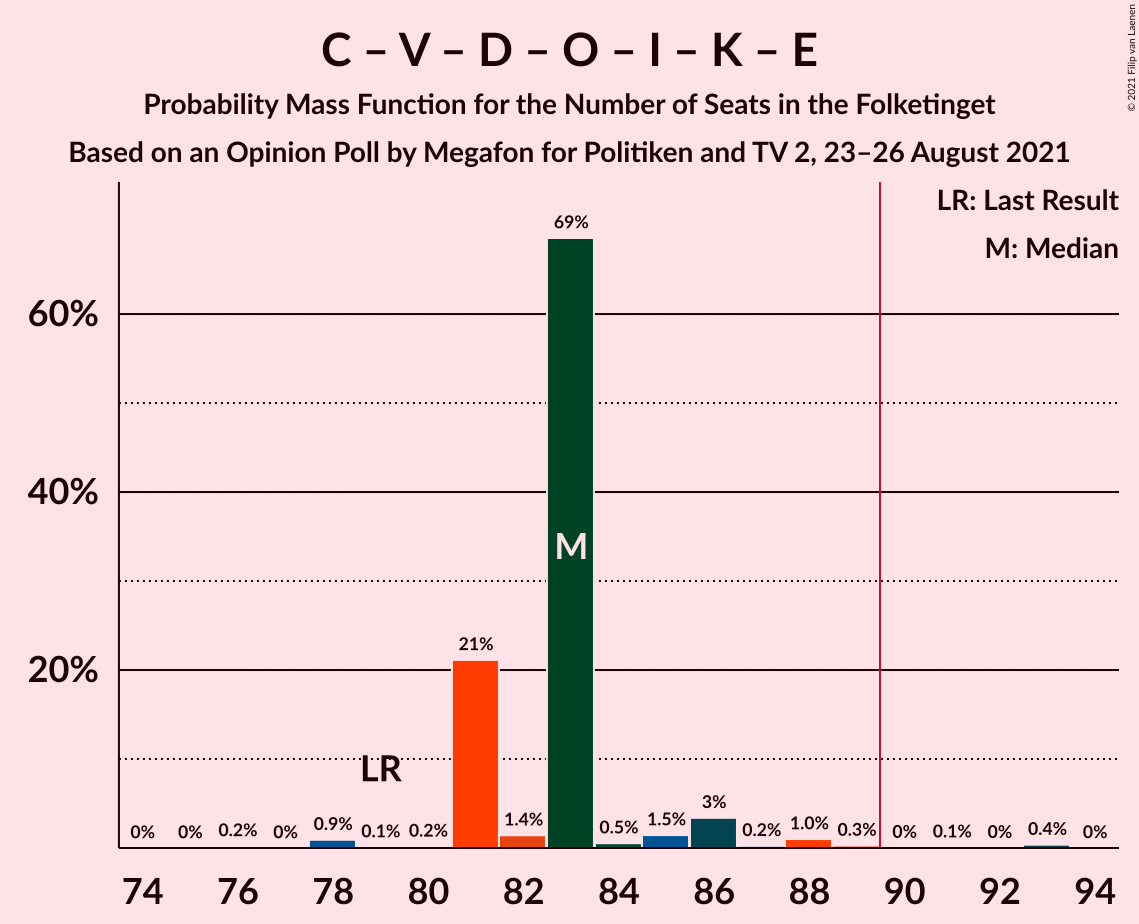 C – V – D – O – I – K – E
Probability Mass Function for the Number of Seats in the Folketinget
Based on an Opinion Poll by Megafon for Politiken and TV 2, 23–26 August 2021
© 2021 Filip van Laenen
LR: Last Result
M: Median
69%
60%
40%
M
21%
20%
LR
0% 0% 0.2% 0% 0.9% 0.1% 0.2% 1.4% 0.5% 1.5% 3% 0.2% 1.0% 0.3% 0% 0.1% 0% 0.4% 0%
74 76 78 80 82 84 86 88 90 92 94